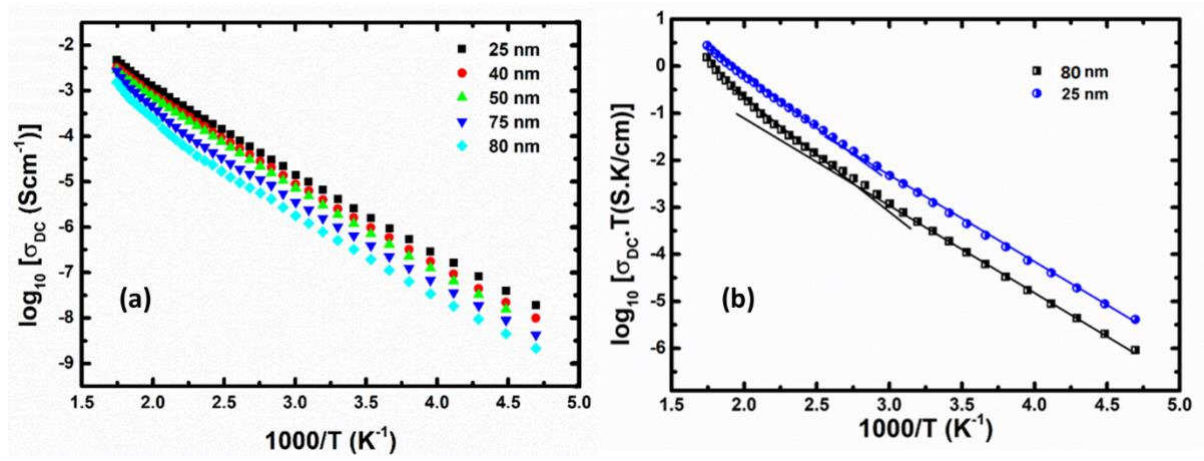 log₁₀ [σDC (Scm⁻¹)]
-2
-3
-4
-5
-6
-7
-8
-9
25 nm
40 nm
50 nm
75 nm
80 nm
(a)
1.5 2.0 2.5 3.0 3.5 4.0 4.5 5.0
1000/T (K⁻¹)
log₁₀ [σDC.T(S.K/cm)
1
0
-1
-2
-3
-4
-5
-6
80 nm
25 nm
(b)
1.5 2.0 2.5 3.0 3.5 4.0 4.5 5.0
1000/T (K⁻¹)